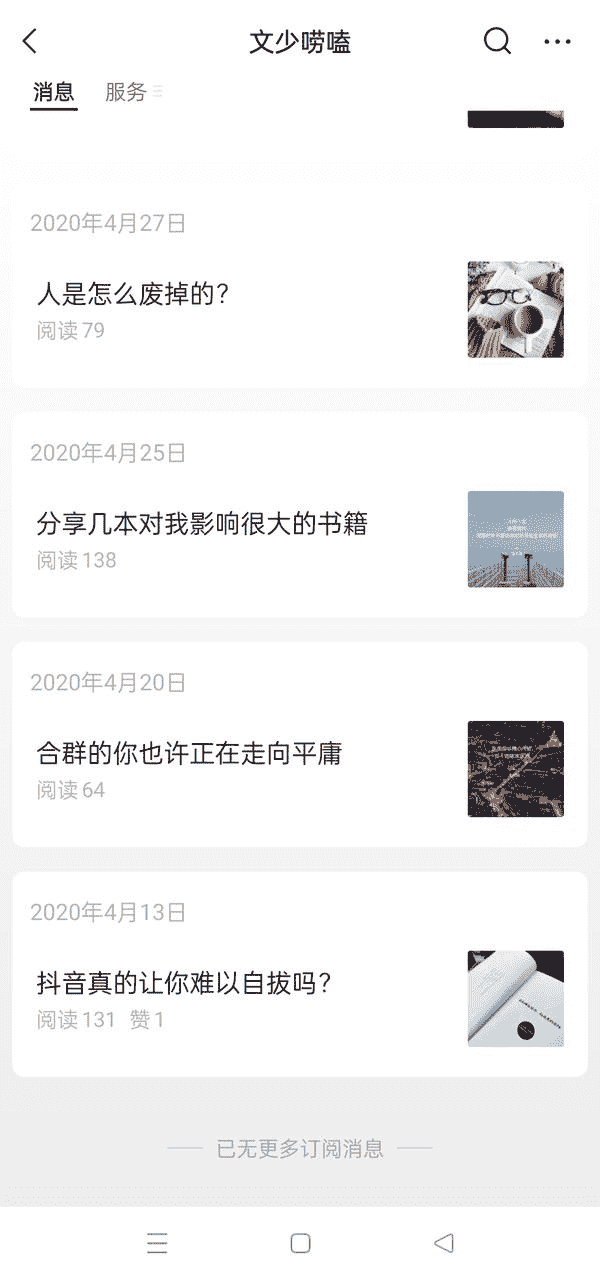 文少唠嗑
消息 服务
2020年4月27日
人是怎么废掉的?
阅读 79
2020年4月25日
分享几本对我影响很大的书籍
阅读 138
2020年4月20日
合群的你也许正在走向平庸
阅读 64
2020年4月13日
抖音真的让你难以自拔吗?
阅读 131 赞 1
已无更多订阅消息